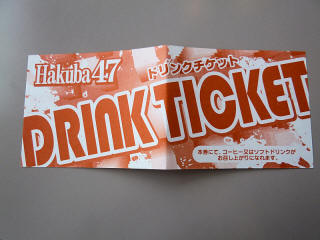 Hakuba47
ドリンクチケット
DRINK TICKET
本券にて、コーヒー又はソフトドリンクが
お召し上がりになれます。